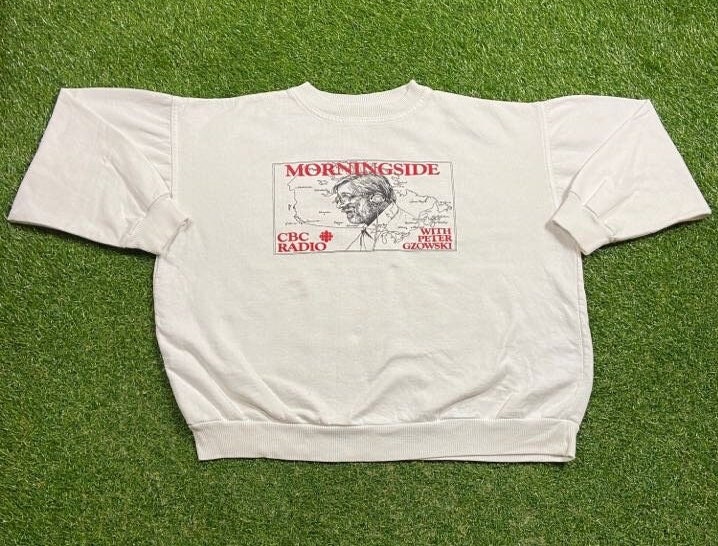 MORNINGSIDE
CBC
RADIO
WITH
PETER
GZOWSKI